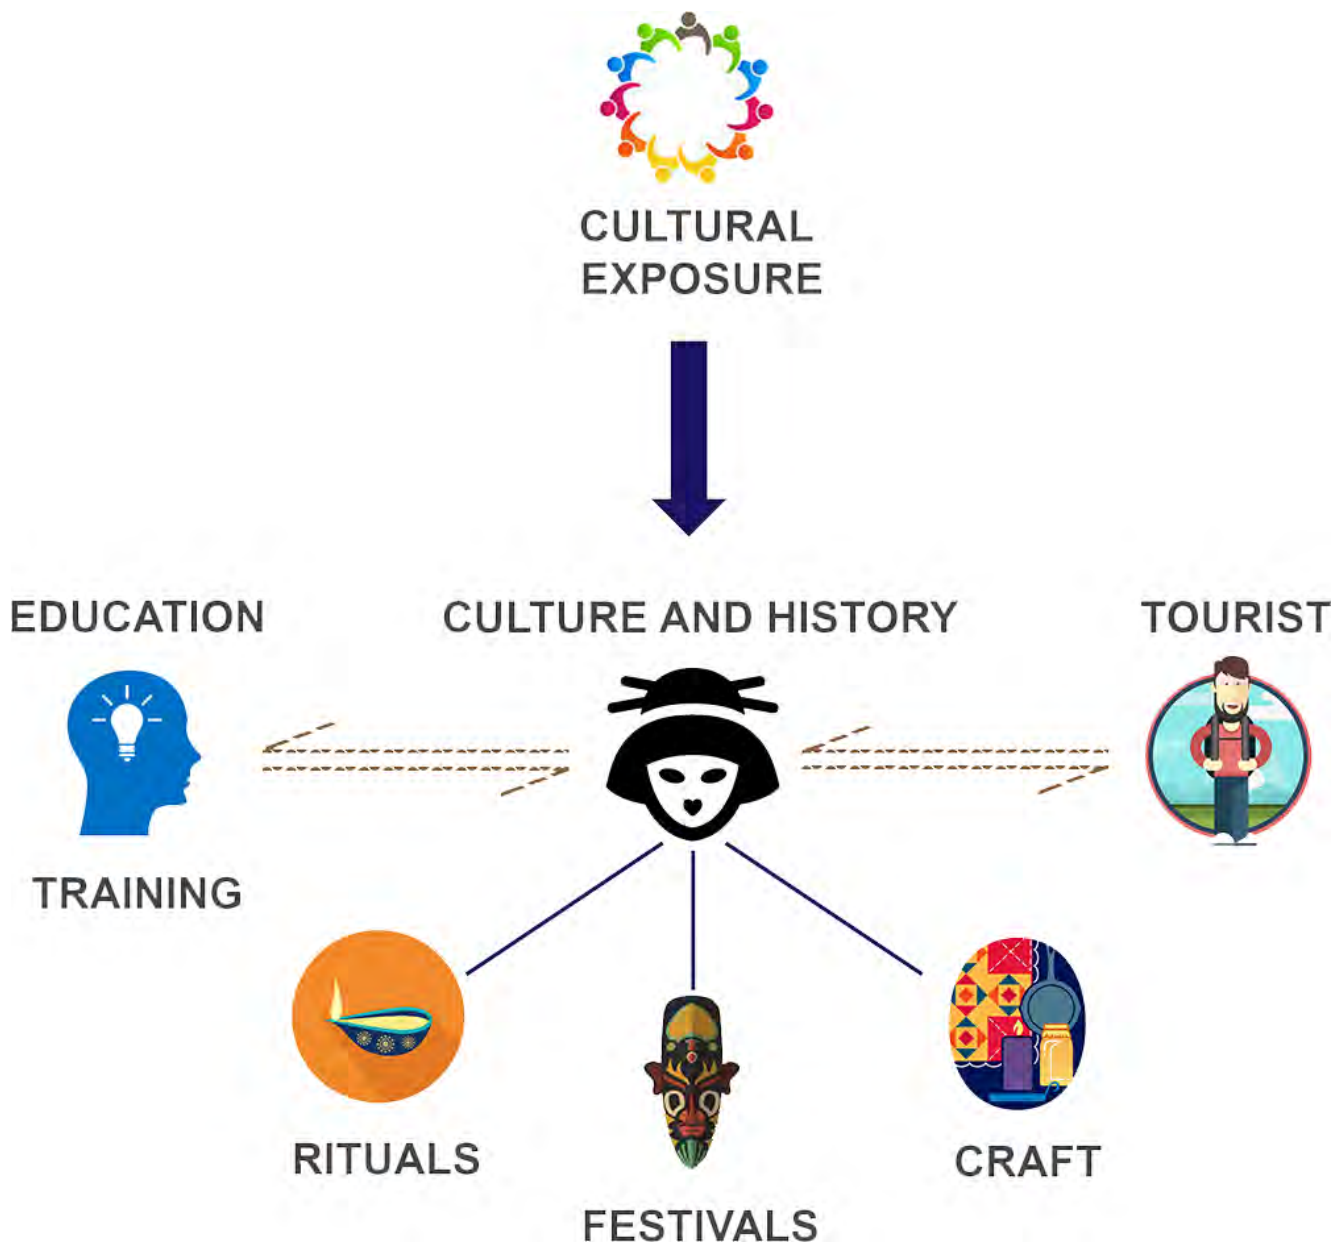 CULTURAL
EXPOSURE
EDUCATION
CULTURE AND HISTORY
TOURIST
TRAINING
RITUALS
FESTIVALS
CRAFT